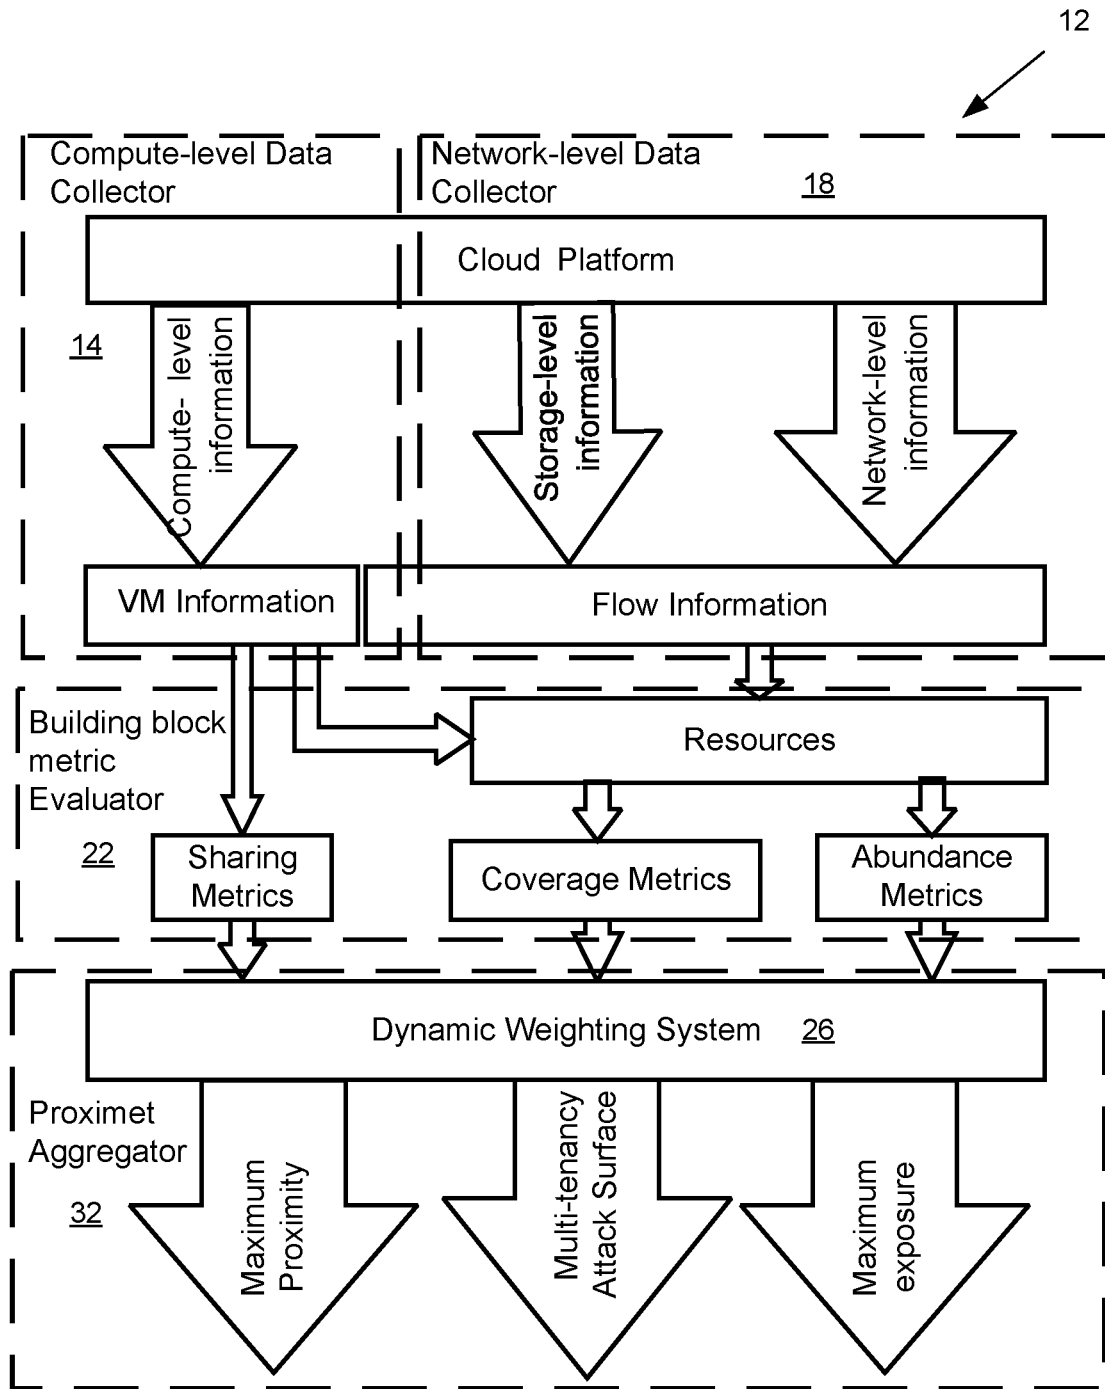 12
Compute-level Data
Collector
Network-level Data
Collector
18
Cloud Platform
14
Compute- level
information
Storage-level
information
Network-level
information
VM Information
Flow Information
Building block
metric
Evaluator
22
Resources
Sharing
Metrics
Coverage Metrics
Abundance
Metrics
Dynamic Weighting System 26
Proximet
Aggregator
32
Maximum
Proximity
Multi-tenancy
Attack Surface
Maximum
exposure